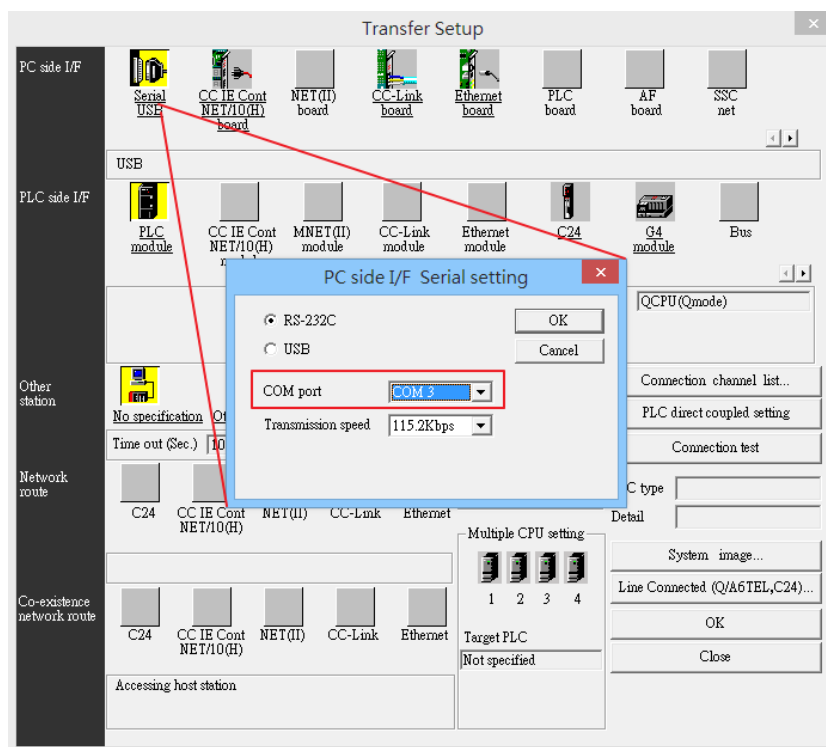 Transfer Setup
PC side I/F
Serial
USB
CC IE Cont
NET/10(H)
board
NET(II)
board
CC-Link
board
Ethernet
board
PLC
board
AF
board
SSC
net
USB
PLC side I/F
PLC
module
CC IE Cont
NET/10(H)
MNET(II)
module
CC-Link
module
Ethernet
module
C24
G4
module
Bus
PC side I/F Serial setting
RS-232C
OK
USB
Cancel
COM port
COM 3
Transmission speed
115.2Kbps
QCPU(Qmode)
Other
station
No specification
Time out (Sec.)
10
Connection channel list...
PLC direct coupled setting
Connection test
Network
route
C24
CC IE Cont
NET/10(H)
NET(II)
CC-Link
Ethernet
C type
Detail
Multiple CPU setting
1 2 3 4
System image...
Line Connected (Q/A6TEL,C24)...
Co-existence
network route
C24
CC IE Cont
NET/10(H)
NET(II)
CC-Link
Ethernet
Target PLC
Not specified
OK
Close
Accessing host station